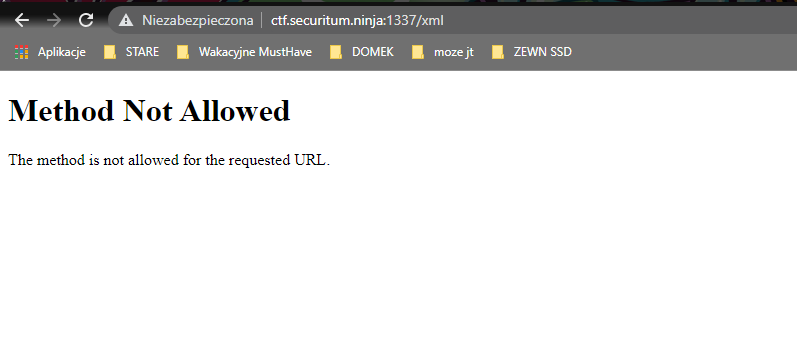 Niezabezpieczona ctf.securitum.ninja:1337/xml
Aplikacje STARE Wakacyjne MustHave DOMEK moze jt ZEWN SSD
Method Not Allowed
The method is not allowed for the requested URL.